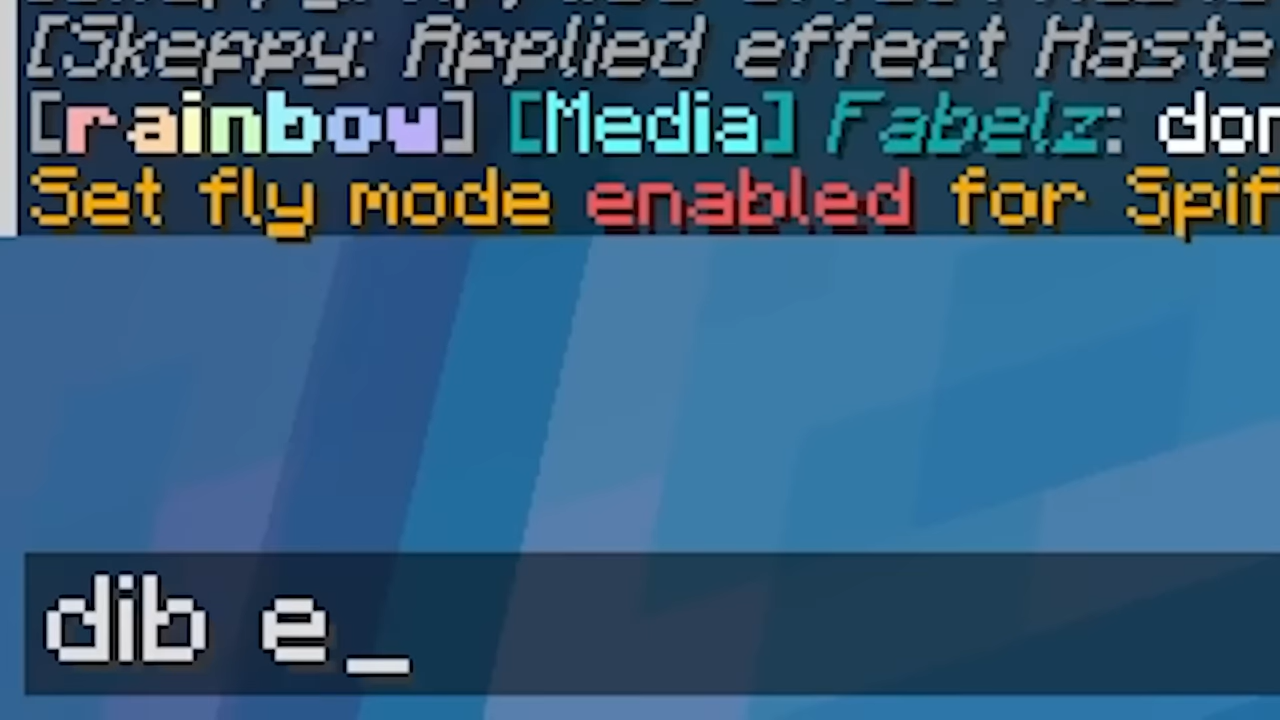 [Skeppy: Applied effect Haste
[rainbow] [Media] Fabelz: don
Set fly mode enabled for Spif
dib e_